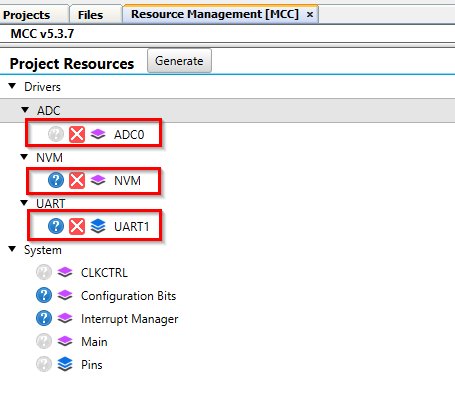 Projects Files Resource Management [MCC] ×
MCC v5.3.7
Project Resources Generate
Drivers
ADC
? ADC0
NVM
? NVM
UART
? UART1
System
? CLKCTRL
? Configuration Bits
? Interrupt Manager
? Main
? Pins